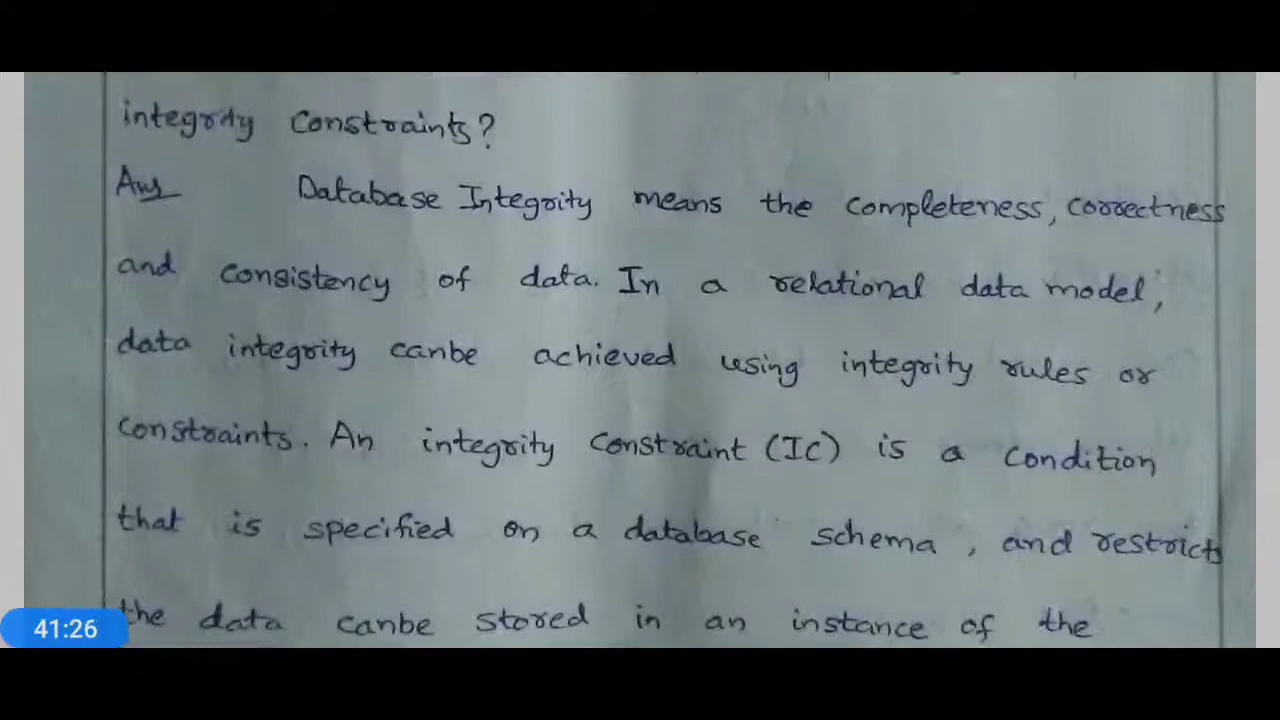 integrity Constraints?
Ans Database Integrity means the completeness, correctness
and consistency of data. In a relational data model,
data integrity canbe achieved using integrity rules or
constraints. An integrity constraint (IC) is a condition
that is specified on a database schema, and restricts
the data canbe stored in an instance of the
41:26